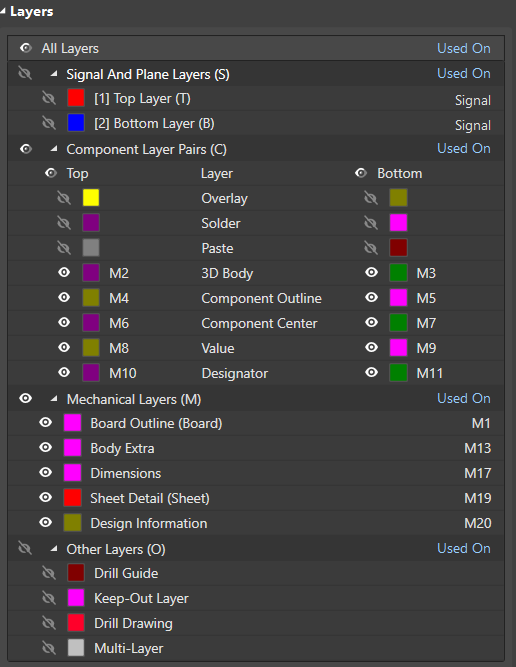 Layers
All Layers Used On
Signal And Plane Layers (S) Used On
[1] Top Layer (T) Signal
[2] Bottom Layer (B) Signal
Component Layer Pairs (C) Used On
Top Layer Bottom
Overlay
Solder
Paste
M2 3D Body M3
M4 Component Outline M5
M6 Component Center M7
M8 Value M9
M10 Designator M11
Mechanical Layers (M) Used On
Board Outline (Board) M1
Body Extra M13
Dimensions M17
Sheet Detail (Sheet) M19
Design Information M20
Other Layers (O) Used On
Drill Guide
Keep-Out Layer
Drill Drawing
Multi-Layer